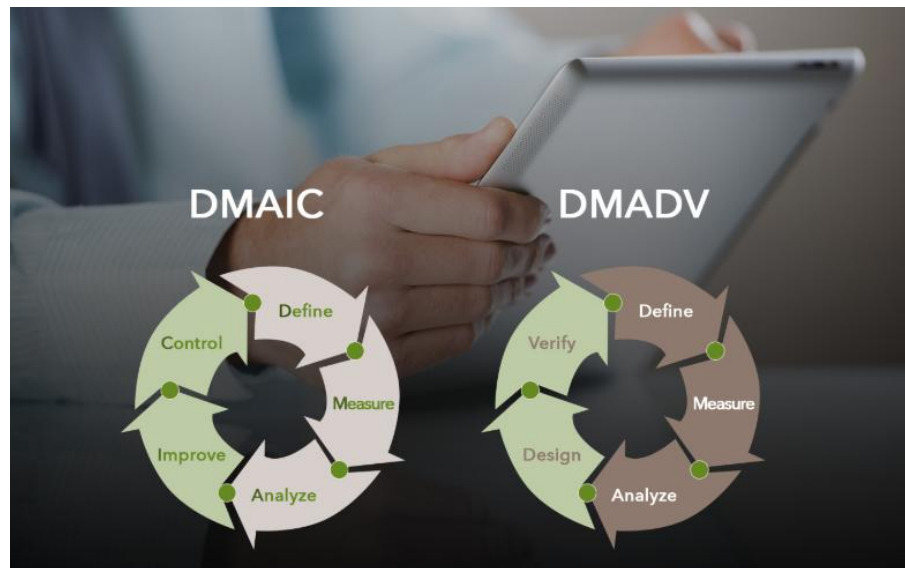 DMAIC
Define
Measure
Analyze
Improve
Control
DMADV
Define
Measure
Analyze
Design
Verify